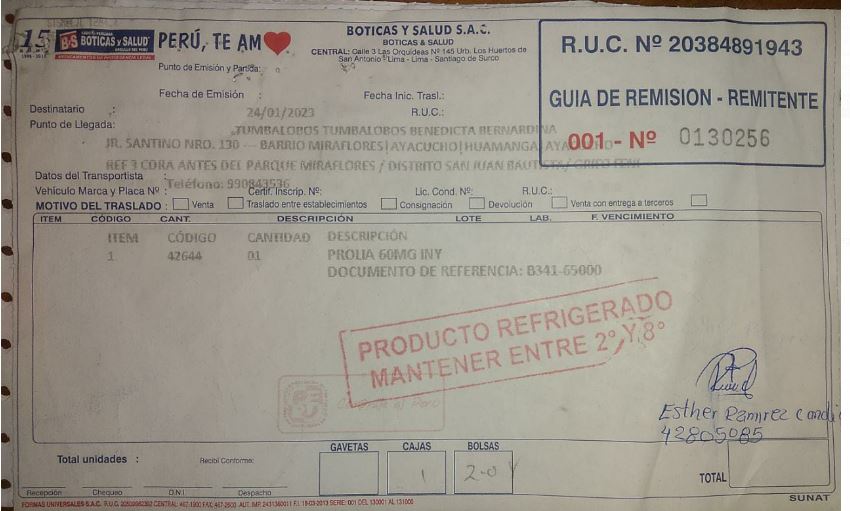 15 B·S BOTICAS Y SALUD PERÚ, TE AM
BOTICAS Y SALUD S.A.C.
BOTICAS & SALUD
CENTRAL: Calle 3 Las Orquídeas Nº 145 Urb. Los Huertos de
San Antonio - Lima - Lima - Santiago de Surco
R.U.C. Nº 20384891943
GUIA DE REMISION - REMITENTE
001 - Nº 0130256
Punto de Emisión y Partida:
Fecha de Emisión : Fecha Inic. Trasl.:
24/01/2023
Destinatario : R.U.C.:
Punto de Llegada: TUMBALOBOS TUMBALOBOS BENEDICTA BERNARDINA
JR. SANTINO NRO. 130 --- BARRIO MIRAFLORES|AYACUCHO|HUAMANGA
REF 3 CDRA ANTES DEL PARQUE MIRAFLORES / DISTRITO SAN JUAN BAUTISTA/
Datos del Transportista :
Teléfono: 990843536
Vehículo Marca y Placa Nº : Certif. Inscrip. Nº: Lic. Cond. Nº: R.U.C.:
MOTIVO DEL TRASLADO : Venta Traslado entre establecimientos Consignación Devolución Venta con entrega a terceros
ITEM CÓDIGO CANT. DESCRIPCIÓN LOTE LAB. F. VENCIMIENTO
ITEM CÓDIGO CANTIDAD DESCRIPCIÓN
1 42644 01 PROLIA 60MG INY
DOCUMENTO DE REFERENCIA: B341-65000
PRODUCTO REFRIGERADO
MANTENER ENTRE 2° Y 8°
Esther Ramirez
42805085
GAVETAS CAJAS BOLSAS
1
Total unidades : Recibí Conforme: TOTAL
Recepción Chequeo D.N.I. Despacho
SUNAT